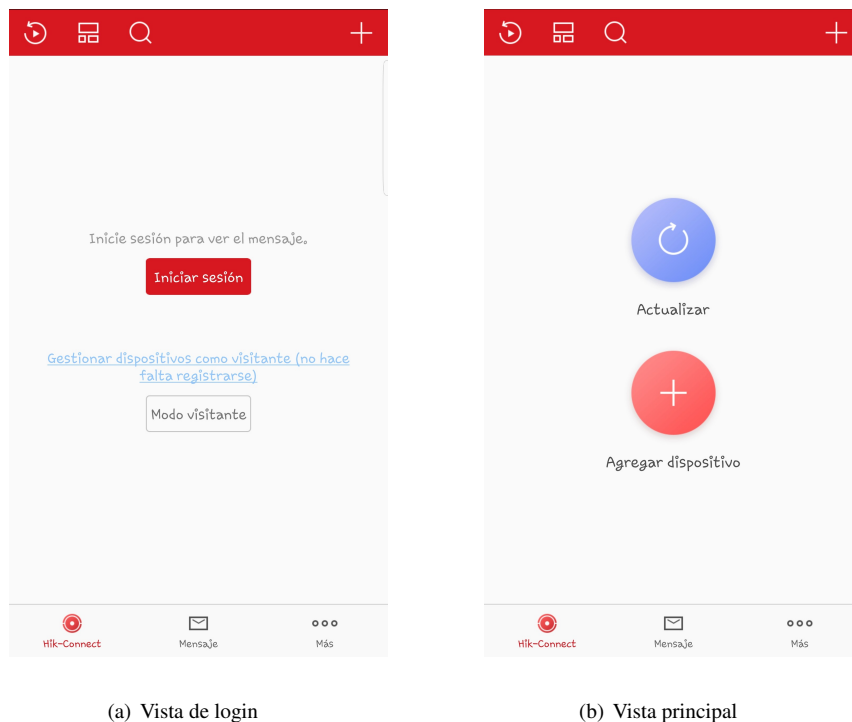 Inicie sesión para ver el mensaje。
Iniciar sesión
Gestionar dispositivos como visitante (no hace
falta registrarse)
Modo visitante
Hik-Connect
Mensaje
Más
(a) Vista de login
Actualizar
Agregar dispositivo
Hik-Connect
Mensaje
Más
(b) Vista principal